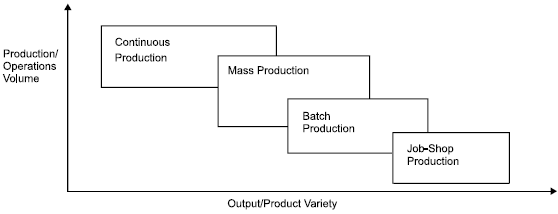 Continuous
Production
Production/
Operations
Volume
Mass Production
Batch
Production
Job-Shop
Production
Output/Product Variety